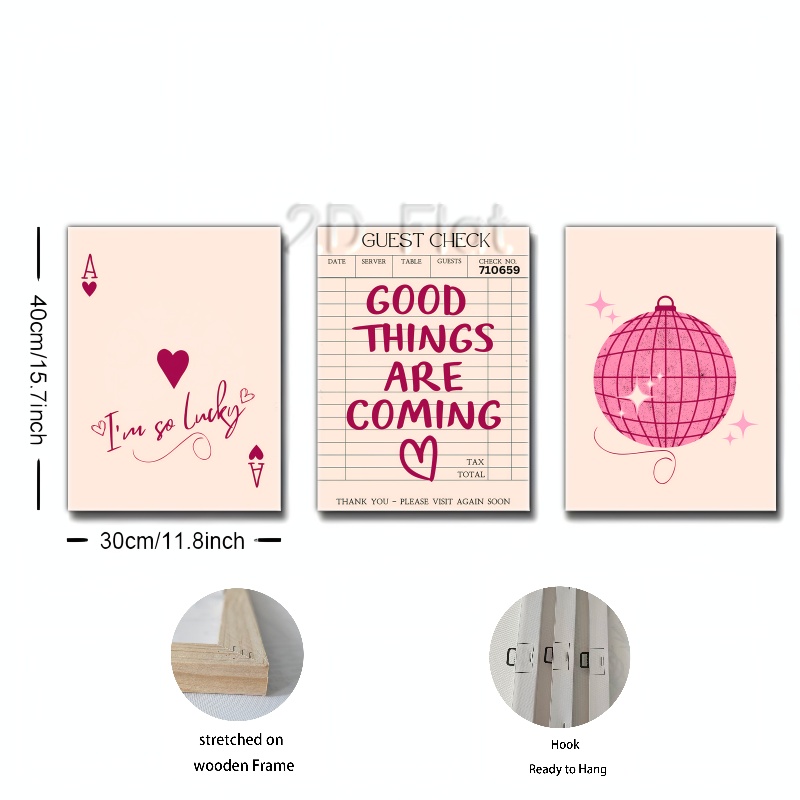 2D Flat
A
I'm so Lucky
A
GUEST CHECK
DATE SERVER TABLE GUESTS CHECK NO.
710659
GOOD
THINGS
ARE
COMING
TAX
TOTAL
THANK YOU - PLEASE VISIT AGAIN SOON
40cm/15.7inch
30cm/11.8inch
stretched on
wooden Frame
Hook
Ready to Hang